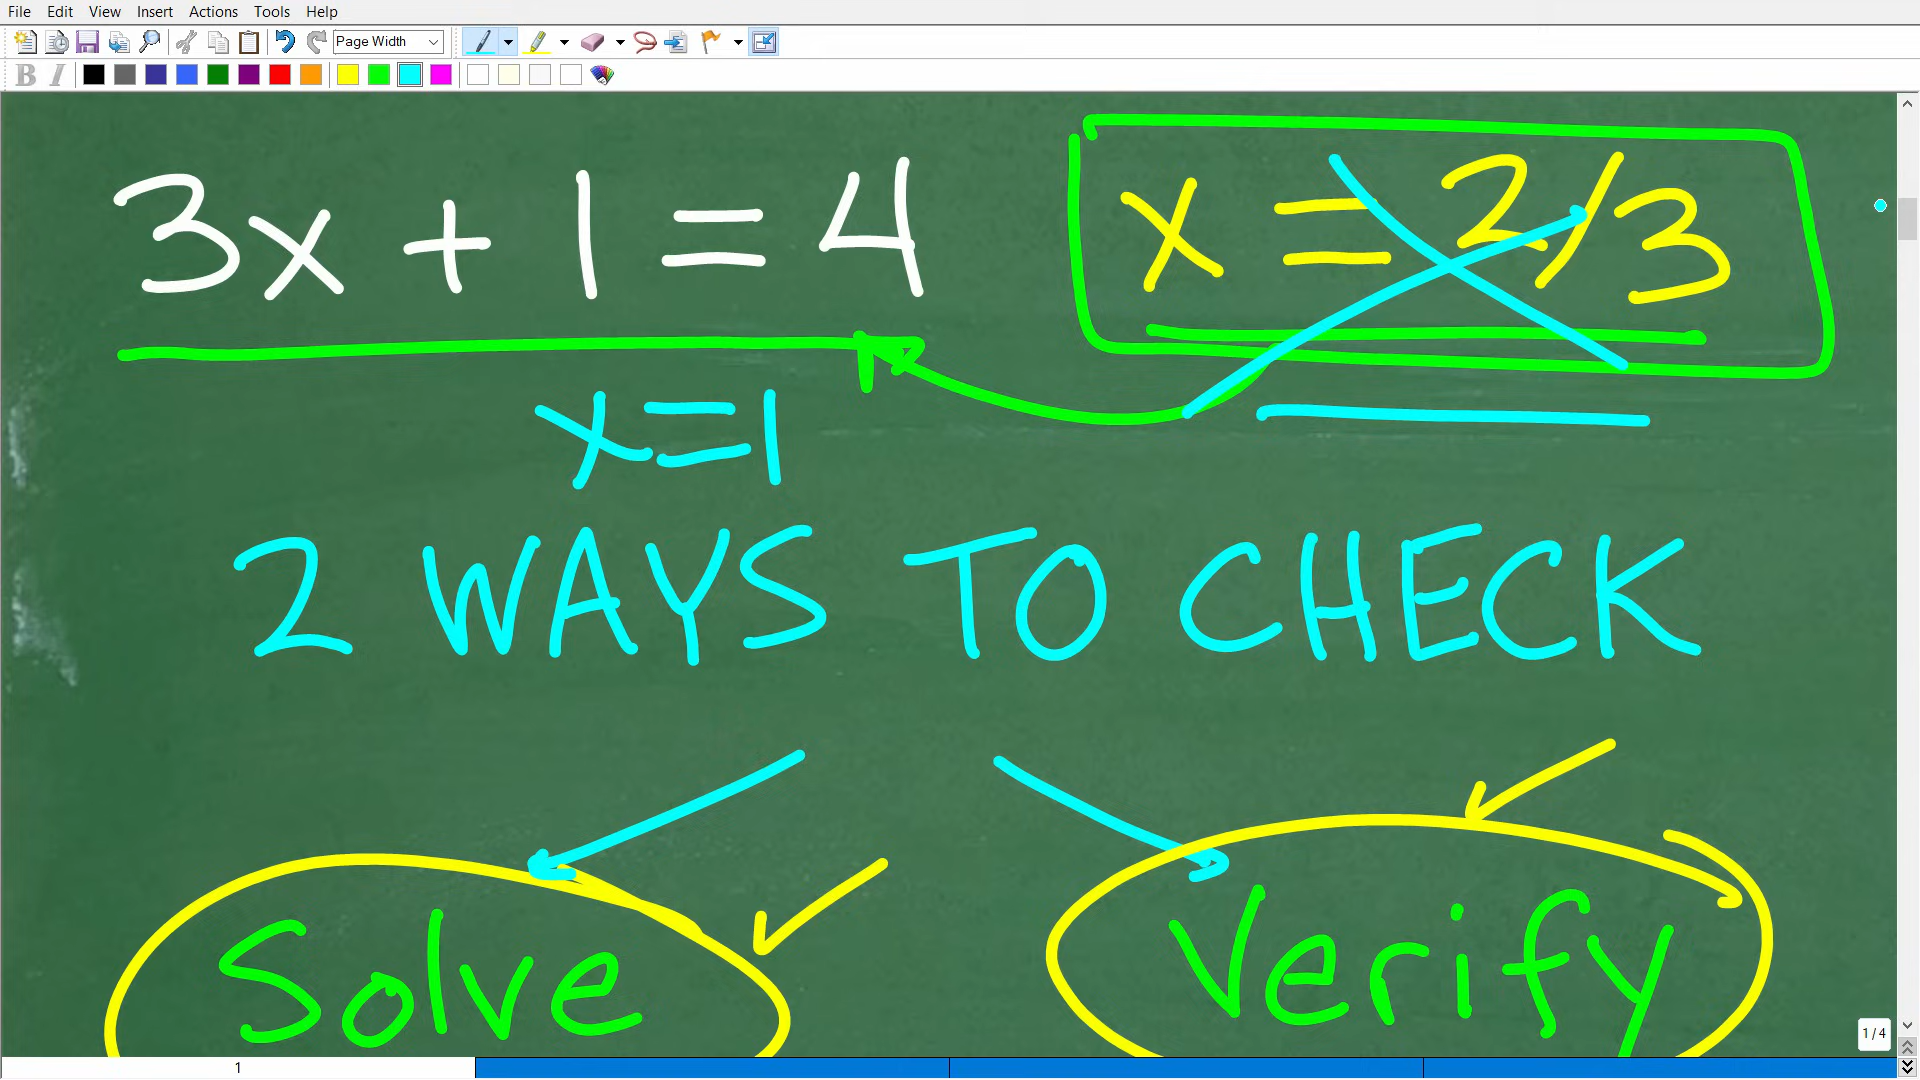 File Edit View Insert Actions Tools Help
Page Width
B I
3x + 1 = 4
x = 2/3
x=1
2 WAYS TO CHECK
Solve
Verify
1 / 4
1